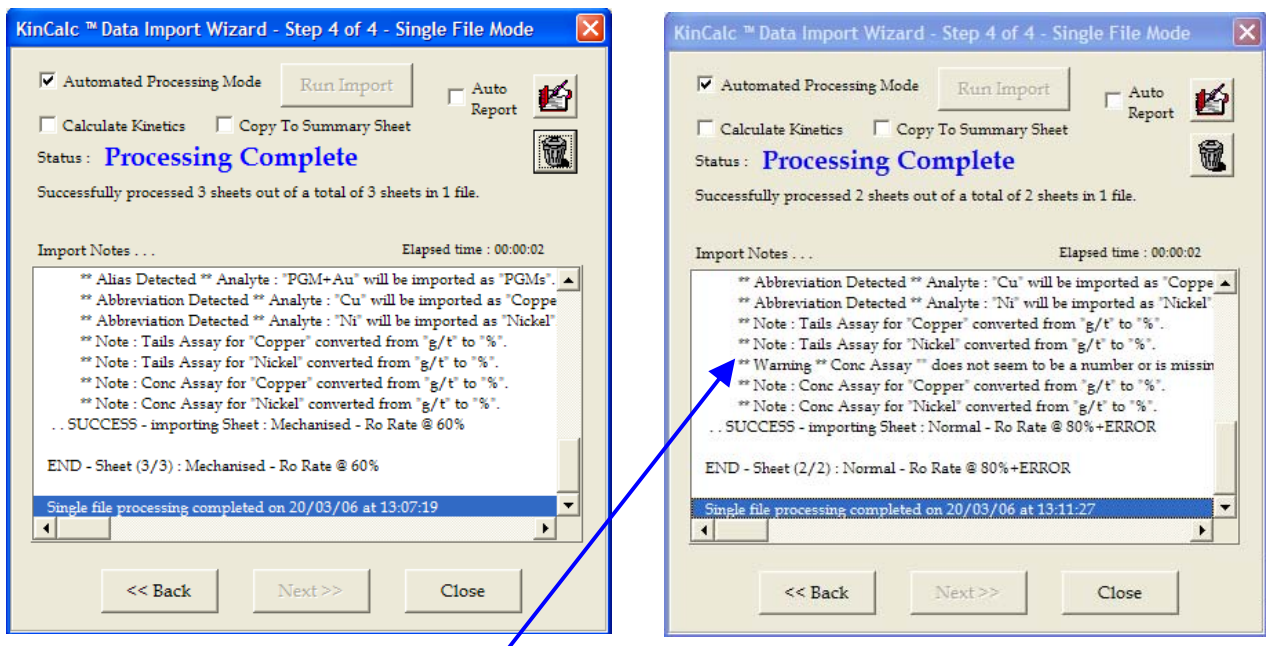 KinCalc ™ Data Import Wizard - Step 4 of 4 - Single File Mode
Automated Processing Mode
Run Import
Auto
Report
Calculate Kinetics
Copy To Summary Sheet
Status : Processing Complete
Successfully processed 3 sheets out of a total of 3 sheets in 1 file.
Import Notes . . .
Elapsed time : 00:00:02
** Alias Detected ** Analyte : "PGM+Au" will be imported as "PGMs".
** Abbreviation Detected ** Analyte : "Cu" will be imported as "Coppe
** Abbreviation Detected ** Analyte : "Ni" will be imported as "Nickel"
** Note : Tails Assay for "Copper" converted from "g/t" to "%".
** Note : Tails Assay for "Nickel" converted from "g/t" to "%".
** Note : Conc Assay for "Copper" converted from "g/t" to "%".
** Note : Conc Assay for "Nickel" converted from "g/t" to "%".
. . SUCCESS - importing Sheet : Mechanised - Ro Rate @ 60%
END - Sheet (3/3) : Mechanised - Ro Rate @ 60%
Single file processing completed on 20/03/06 at 13:07:19
<< Back
Next >>
Close
KinCalc ™ Data Import Wizard - Step 4 of 4 - Single File Mode
Automated Processing Mode
Run Import
Auto
Report
Calculate Kinetics
Copy To Summary Sheet
Status : Processing Complete
Successfully processed 2 sheets out of a total of 2 sheets in 1 file.
Import Notes . . .
Elapsed time : 00:00:02
** Abbreviation Detected ** Analyte : "Cu" will be imported as "Coppe
** Abbreviation Detected ** Analyte : "Ni" will be imported as "Nickel"
** Note : Tails Assay for "Copper" converted from "g/t" to "%".
** Note : Tails Assay for "Nickel" converted from "g/t" to "%".
** Warning ** Conc Assay "" does not seem to be a number or is missin
** Note : Conc Assay for "Copper" converted from "g/t" to "%".
** Note : Conc Assay for "Nickel" converted from "g/t" to "%".
. . SUCCESS - importing Sheet : Normal - Ro Rate @ 80%+ERROR
END - Sheet (2/2) : Normal - Ro Rate @ 80%+ERROR
Single file processing completed on 20/03/06 at 13:11:27
<< Back
Next >>
Close